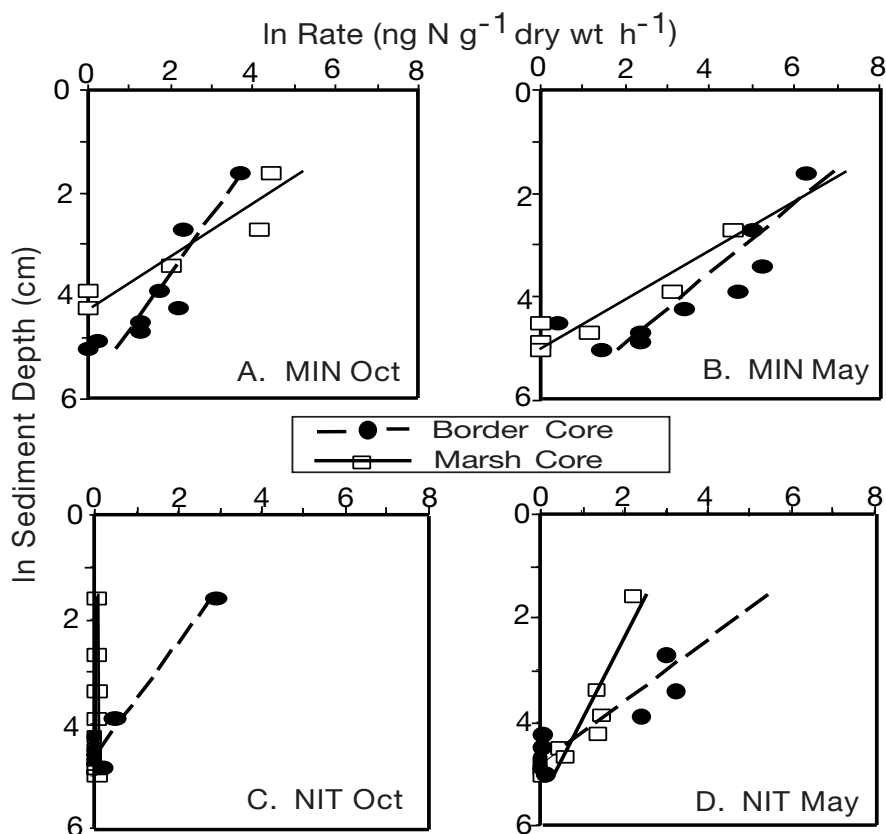 ln Rate (ng N g⁻¹ dry wt h⁻¹)
0 2 4 6 8
0 2 4 6 8
0
2
4
6
0
2
4
6
A. MIN Oct
B. MIN May
ln Sediment Depth (cm)
Border Core
Marsh Core
0 2 4 6 8
0 2 4 6 8
0
2
4
6
0
2
4
6
C. NIT Oct
D. NIT May